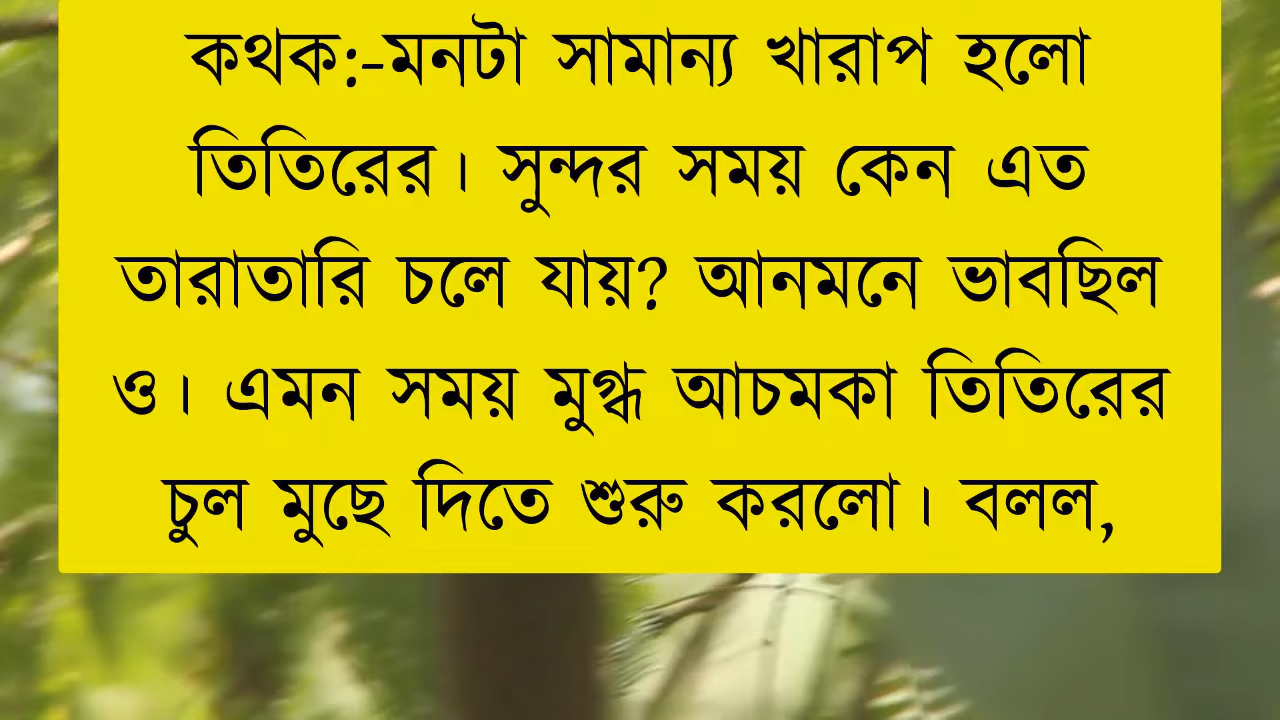 কথক:-মনটা সামান্য খারাপ হলো
তিতিরের। সুন্দর সময় কেন এত
তারাতারি চলে যায়? আনমনে ভাবছিল
ও। এমন সময় মুগ্ধ আচমকা তিতিরের
চুল মুছে দিতে শুরু করলো। বলল,